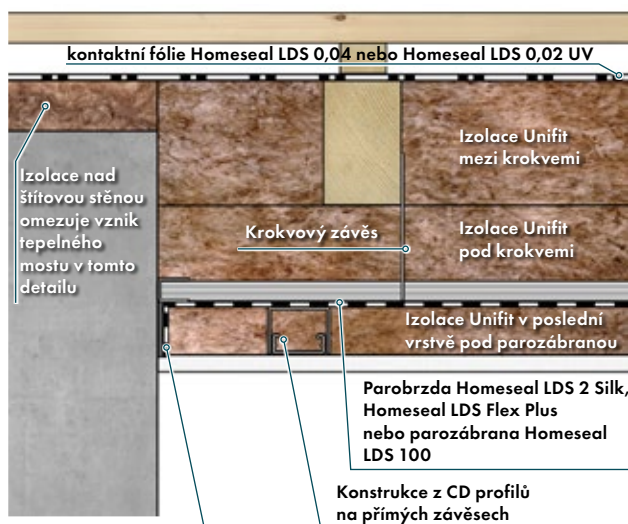 kontaktní fólie Homeseal LDS 0,04 nebo Homeseal LDS 0,02 UV
Izolace Unifit
mezi krokvemi
Izolace nad
štítovou stěnou
omezuje vznik
tepelného
mostu v tomto
detailu
Krokvový závěs
Izolace Unifit
pod krokvemi
Izolace Unifit v poslední
vrstvě pod parozábranou
Parobrzda Homeseal LDS 2 Silk,
Homeseal LDS Flex Plus
nebo parozábrana Homeseal
LDS 100
Konstrukce z CD profilů
na přímých závěsech